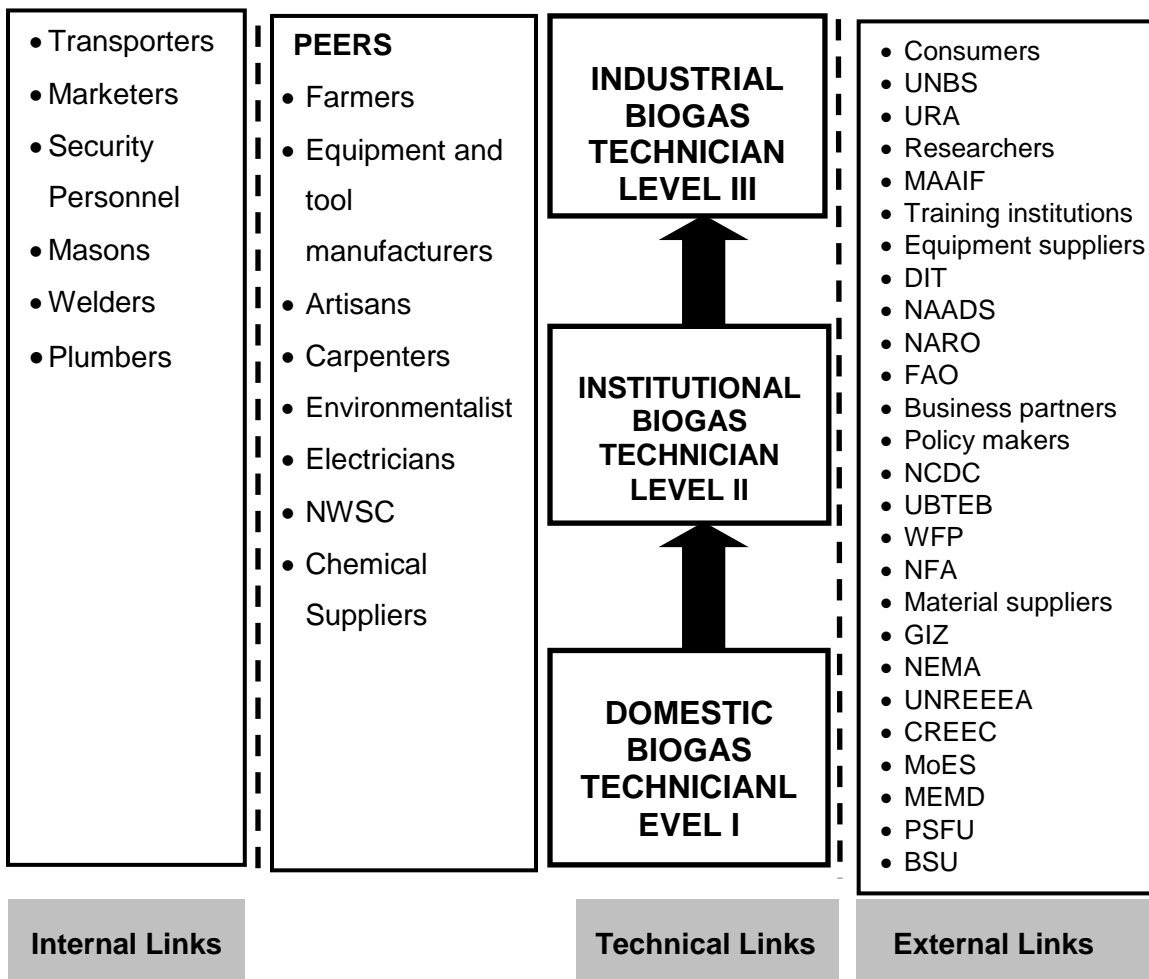 • Transporters
• Marketers
• Security
Personnel
• Masons
• Welders
• Plumbers
PEERS
• Farmers
• Equipment and
tool
manufacturers
• Artisans
• Carpenters
• Environmentalist
• Electricians
• NWSC
• Chemical
Suppliers
INDUSTRIAL
BIOGAS
TECHNICIAN
LEVEL III
INSTITUTIONAL
BIOGAS
TECHNICIAN
LEVEL II
DOMESTIC
BIOGAS
TECHNICIANL
EVEL I
• Consumers
• UNBS
• URA
• Researchers
• MAAIF
• Training institutions
• Equipment suppliers
• DIT
• NAADS
• NARO
• FAO
• Business partners
• Policy makers
• NCDC
• UBTEB
• WFP
• NFA
• Material suppliers
• GIZ
• NEMA
• UNREEEA
• CREEC
• MoES
• MEMD
• PSFU
• BSU
Internal Links
Technical Links
External Links